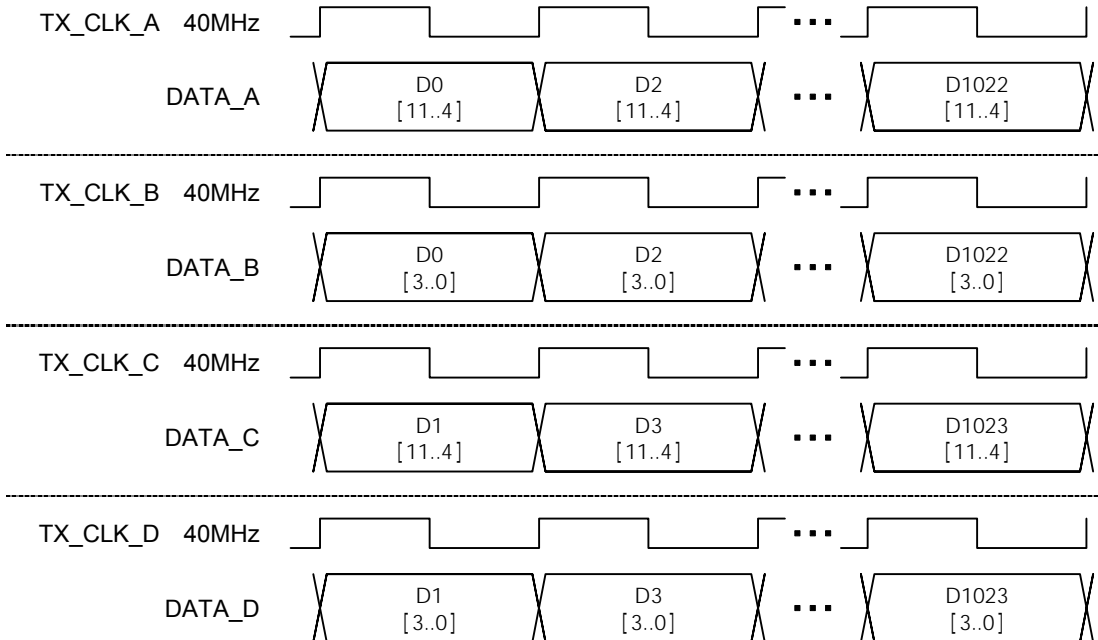 TX_CLK_A 40MHz
DATA_A
D0
[11..4]
D2
[11..4]
D1022
[11..4]
TX_CLK_B 40MHz
DATA_B
D0
[3..0]
D2
[3..0]
D1022
[3..0]
TX_CLK_C 40MHz
DATA_C
D1
[11..4]
D3
[11..4]
D1023
[11..4]
TX_CLK_D 40MHz
DATA_D
D1
[3..0]
D3
[3..0]
D1023
[3..0]